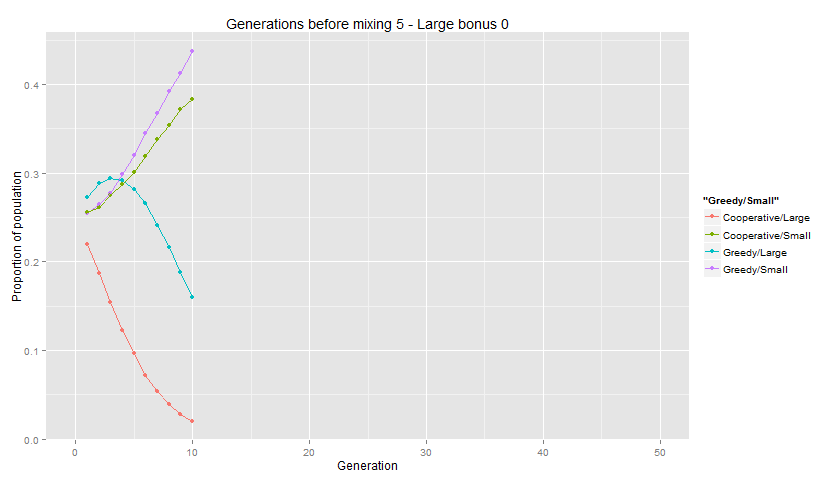 Generations before mixing 5 - Large bonus 0
Proportion of population
0.4
0.3
0.2
0.1
0.0
0
10
20
30
40
50
Generation
"Greedy/Small"
Cooperative/Large
Cooperative/Small
Greedy/Large
Greedy/Small